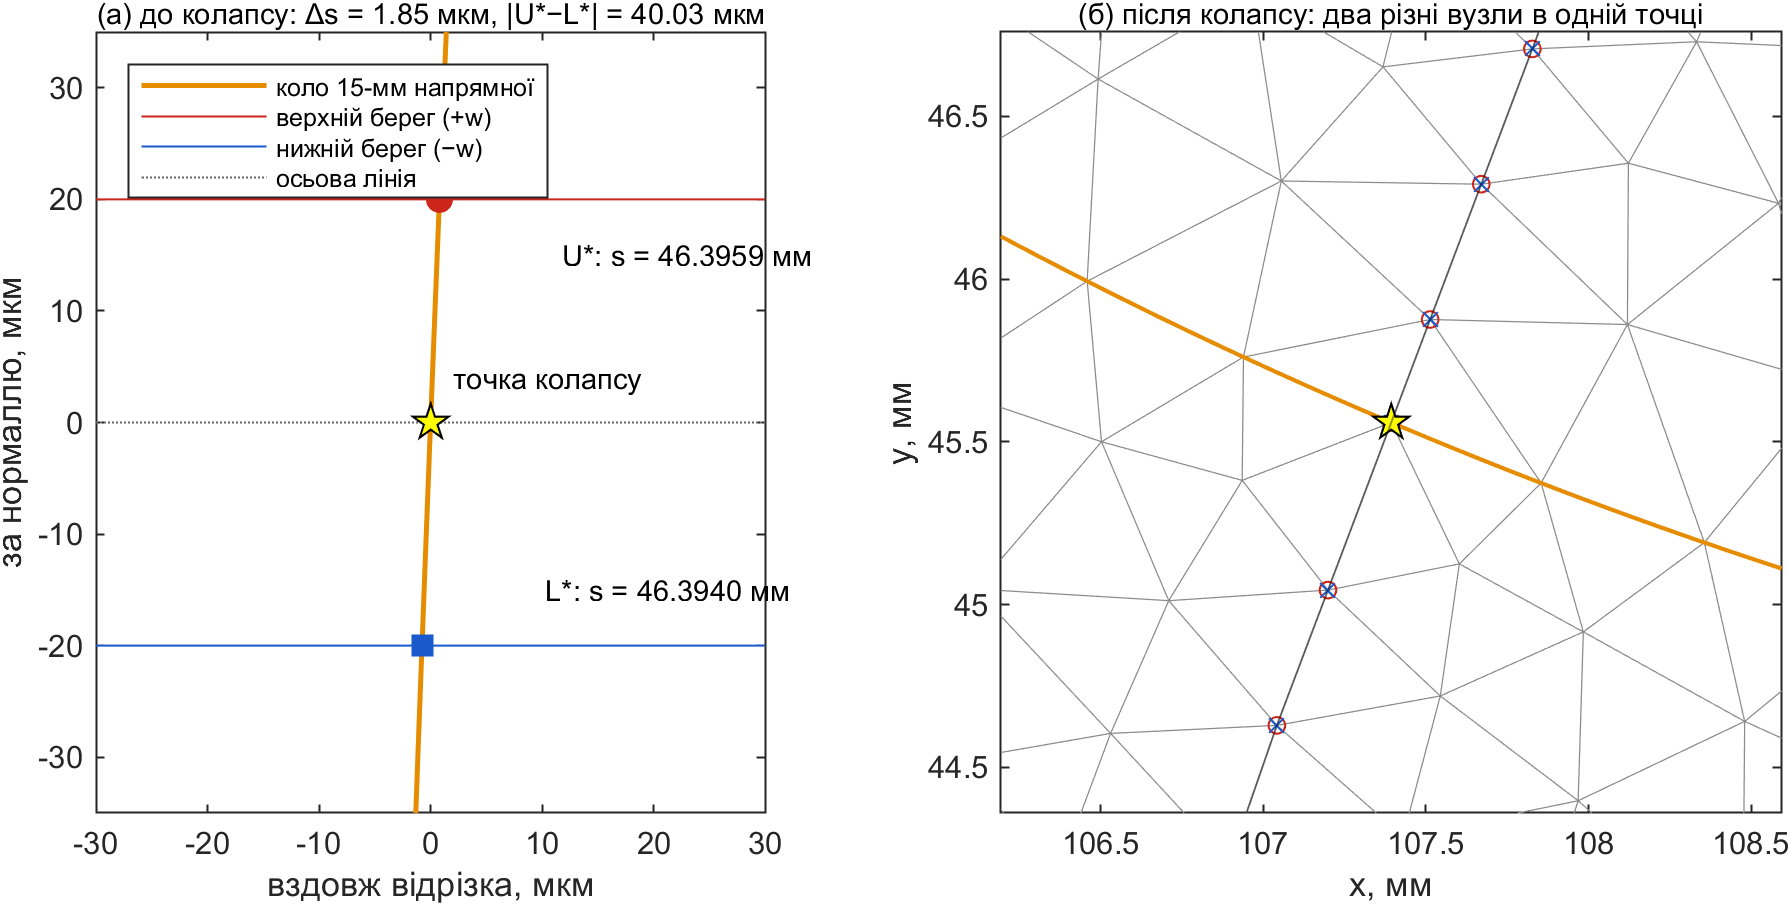 (а) до колапсу: Δs = 1.85 мкм, |U*−L*| = 40.03 мкм
коло 15-мм напрямної
верхній берег (+w)
нижній берег (−w)
осьова лінія
U*: s = 46.3959 мм
точка колапсу
L*: s = 46.3940 мм
30
20
10
0
-10
-20
-30
за нормаллю, мкм
-30 -20 -10 0 10 20 30
вздовж відрізка, мкм
(б) після колапсу: два різні вузли в одній точці
46.5
46
45.5
45
44.5
y, мм
106.5 107 107.5 108 108.5
x, мм